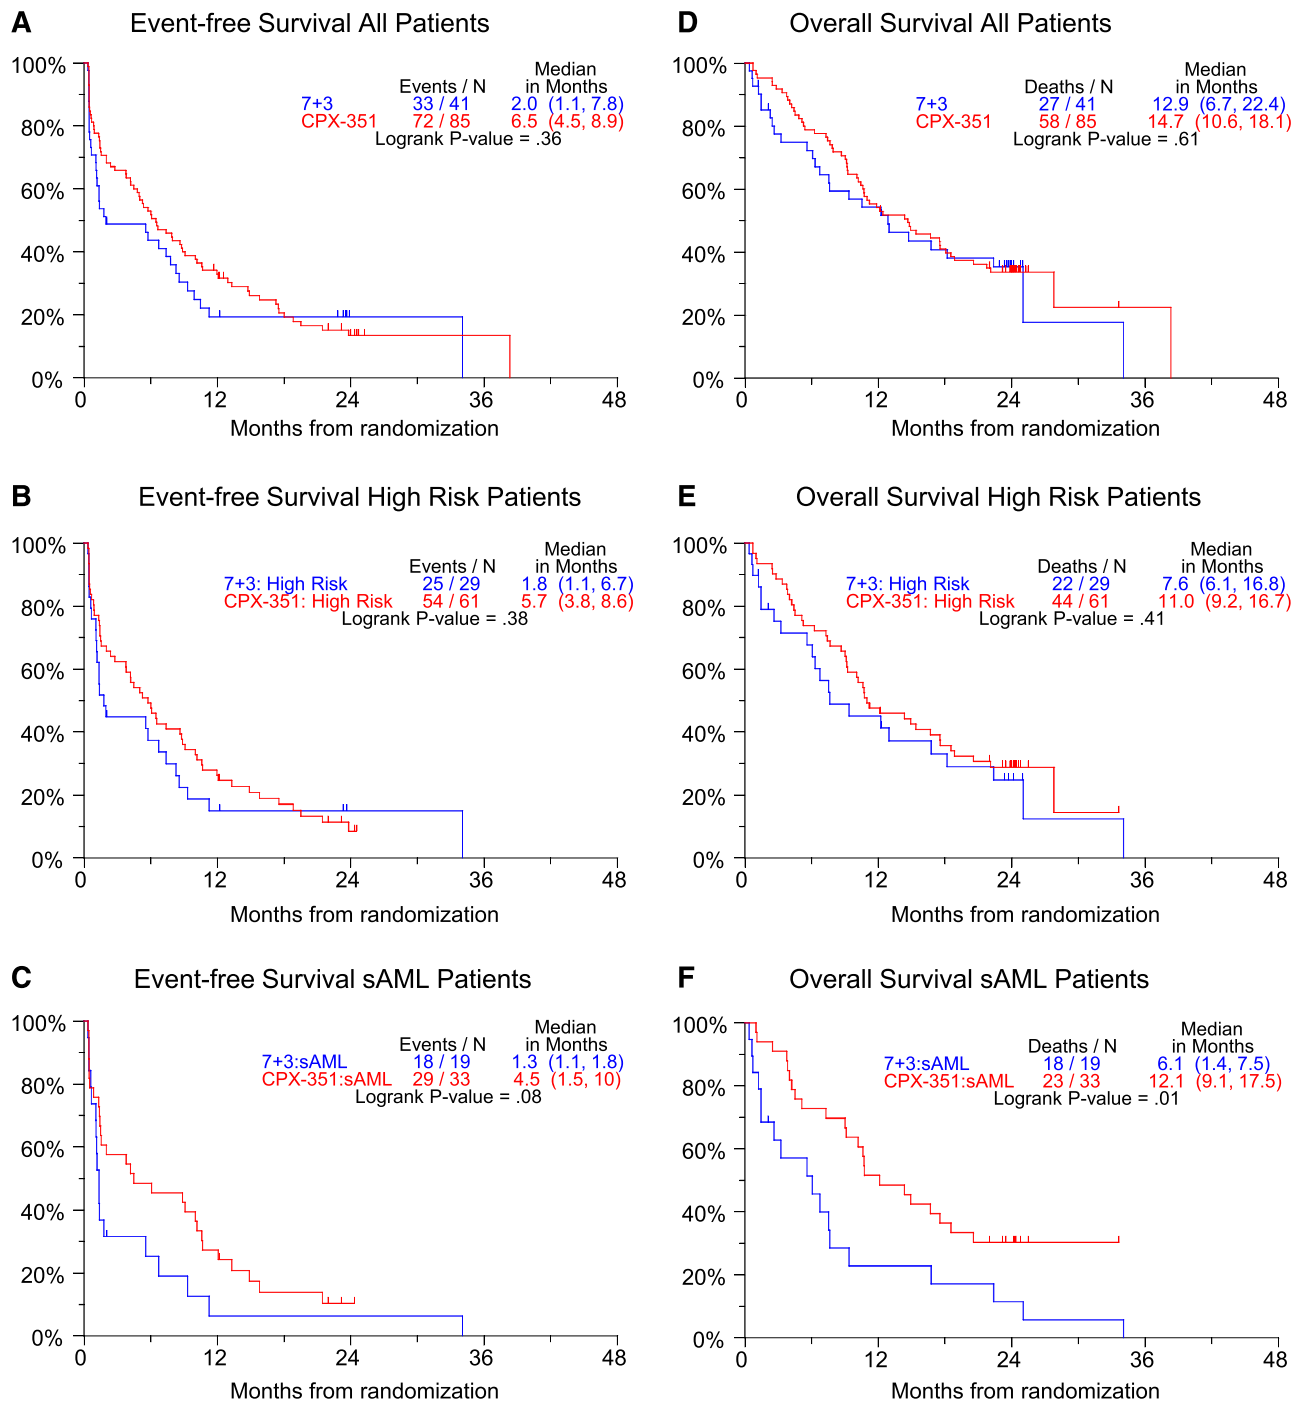 A Event-free Survival All Patients
100%
80%
60%
40%
20%
0%
Median
Events / N in Months
7+3 33 / 41 2.0 (1.1, 7.8)
CPX-351 72 / 85 6.5 (4.5, 8.9)
Logrank P-value = .36
0 12 24 36 48
Months from randomization
D Overall Survival All Patients
100%
80%
60%
40%
20%
0%
Median
Deaths / N in Months
7+3 27 / 41 12.9 (6.7, 22.4)
CPX-351 58 / 85 14.7 (10.6, 18.1)
Logrank P-value = .61
0 12 24 36 48
Months from randomization
B Event-free Survival High Risk Patients
100%
80%
60%
40%
20%
0%
Median
Events / N in Months
7+3: High Risk 25 / 29 1.8 (1.1, 6.7)
CPX-351: High Risk 54 / 61 5.7 (3.8, 8.6)
Logrank P-value = .38
0 12 24 36 48
Months from randomization
E Overall Survival High Risk Patients
100%
80%
60%
40%
20%
0%
Median
Deaths / N in Months
7+3: High Risk 22 / 29 7.6 (6.1, 16.8)
CPX-351: High Risk 44 / 61 11.0 (9.2, 16.7)
Logrank P-value = .41
0 12 24 36 48
Months from randomization
C Event-free Survival sAML Patients
100%
80%
60%
40%
20%
0%
Median
Events / N in Months
7+3:sAML 18 / 19 1.3 (1.1, 1.8)
CPX-351:sAML 29 / 33 4.5 (1.5, 10)
Logrank P-value = .08
0 12 24 36 48
Months from randomization
F Overall Survival sAML Patients
100%
80%
60%
40%
20%
0%
Median
Deaths / N in Months
7+3:sAML 18 / 19 6.1 (1.4, 7.5)
CPX-351:sAML 23 / 33 12.1 (9.1, 17.5)
Logrank P-value = .01
0 12 24 36 48
Months from randomization